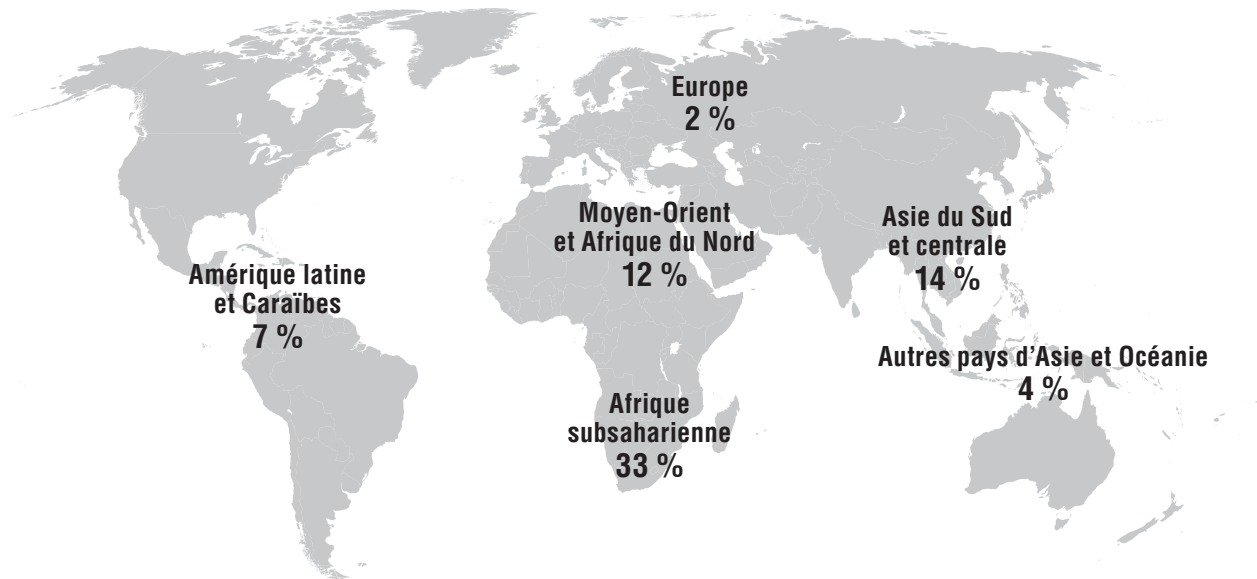 Europe
2 %
Moyen-Orient
et Afrique du Nord
12 %
Asie du Sud
et centrale
14 %
Amérique latine
et Caraïbes
7 %
Autres pays d'Asie et Océanie
4 %
Afrique
subsaharienne
33 %